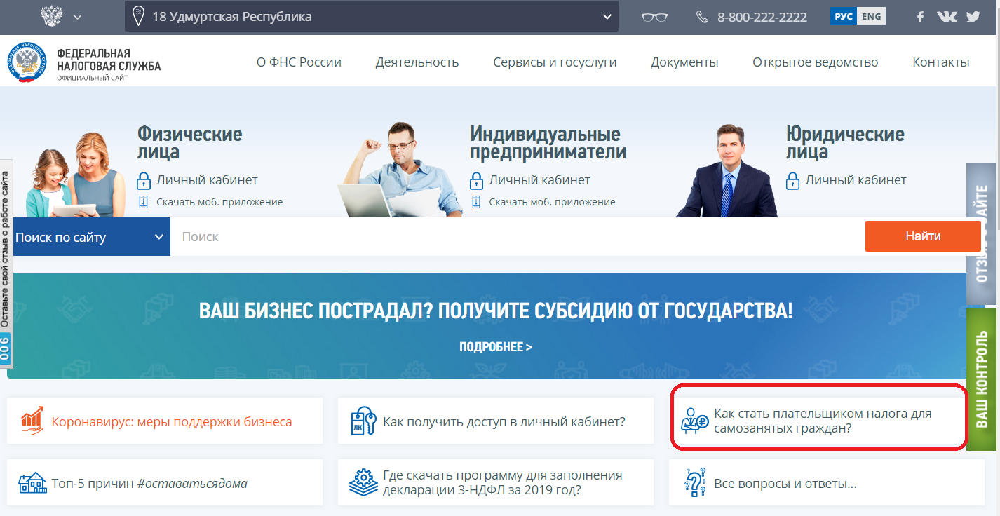 18 Удмуртская Республика
8-800-222-2222
РУС ENG
ФЕДЕРАЛЬНАЯ
НАЛОГОВАЯ СЛУЖБА
ОФИЦИАЛЬНЫЙ САЙТ
О ФНС России
Деятельность
Сервисы и госуслуги
Документы
Открытое ведомство
Контакты
Физические
лица
Личный кабинет
Скачать моб. приложение
Индивидуальные
предприниматели
Личный кабинет
Скачать моб. приложение
Юридические
лица
Личный кабинет
Оставьте свой отзыв о работе сайта
900
ОТЗЫВ О САЙТЕ
ВАШ КОНТРОЛЬ
Поиск по сайту
Поиск
Найти
ВАШ БИЗНЕС ПОСТРАДАЛ? ПОЛУЧИТЕ СУБСИДИЮ ОТ ГОСУДАРСТВА!
ПОДРОБНЕЕ >
Коронавирус: меры поддержки бизнеса
ЛК
Как получить доступ в личный кабинет?
Как стать плательщиком налога для
самозанятых граждан?
Топ-5 причин #оставатьсядома
Где скачать программу для заполнения
декларации 3-НДФЛ за 2019 год?
Все вопросы и ответы...